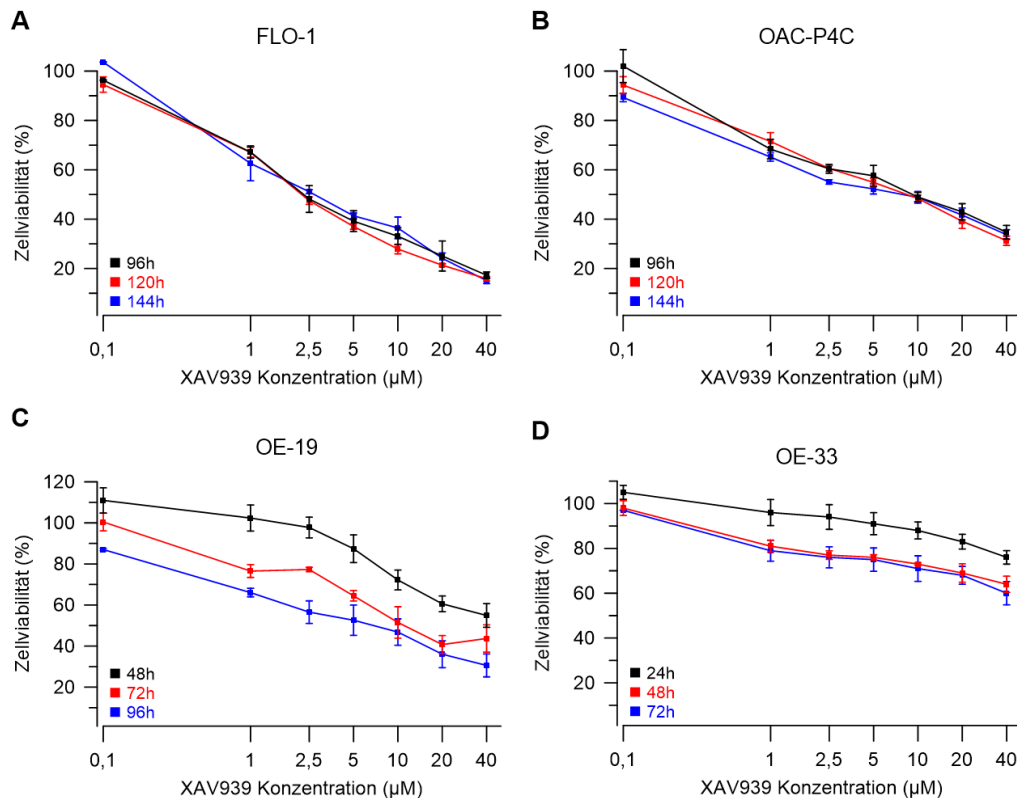 A
FLO-1
Zellviabilität (%)
100
80
60
40
20
96h
120h
144h
0,1 1 2,5 5 10 20 40
XAV939 Konzentration (µM)
B
OAC-P4C
Zellviabilität (%)
100
80
60
40
20
96h
120h
144h
0,1 1 2,5 5 10 20 40
XAV939 Konzentration (µM)
C
OE-19
Zellviabilität (%)
120
100
80
60
40
20
48h
72h
96h
0,1 1 2,5 5 10 20 40
XAV939 Konzentration (µM)
D
OE-33
Zellviabilität (%)
100
80
60
40
20
24h
48h
72h
0,1 1 2,5 5 10 20 40
XAV939 Konzentration (µM)